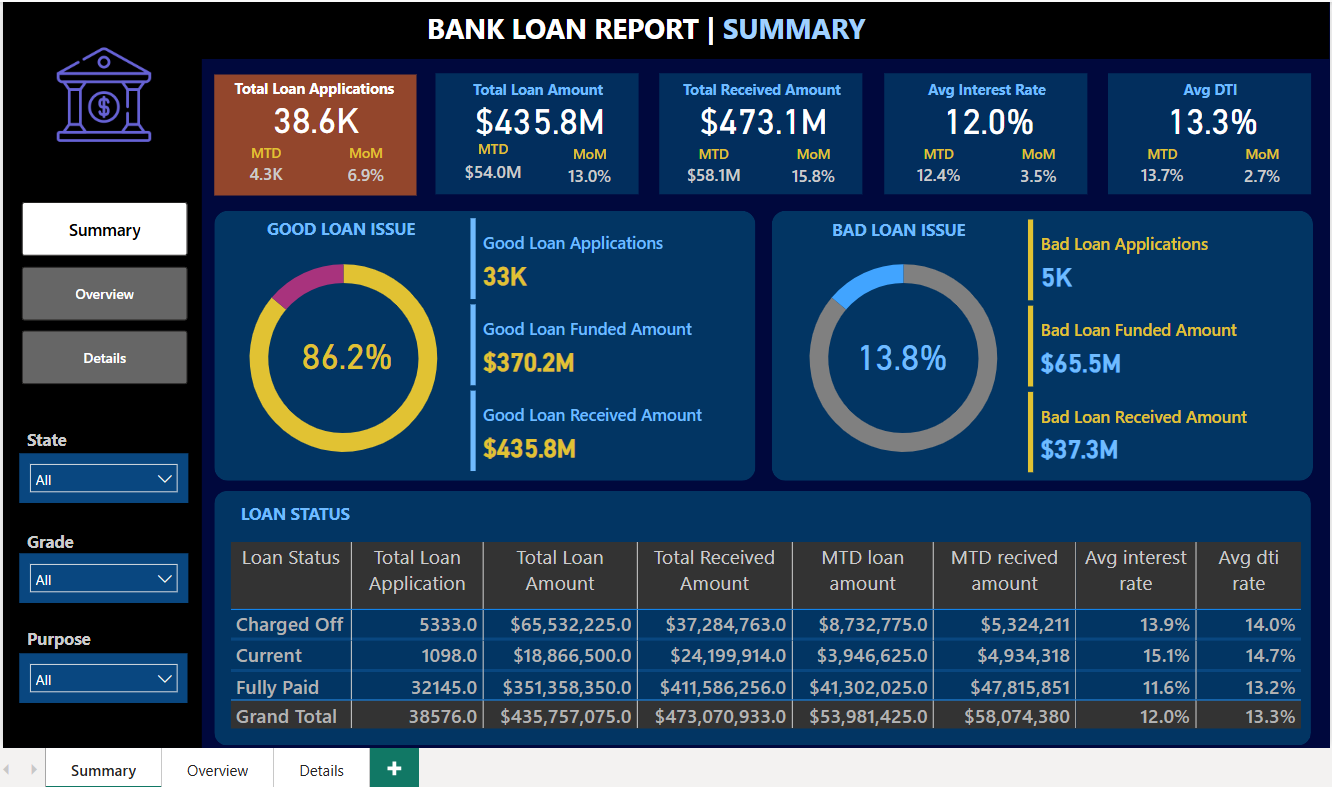 BANK LOAN REPORT | SUMMARY
$
Summary
Overview
Details
State
All
Grade
All
Purpose
All
Total Loan Applications
38.6K
MTD MoM
4.3K 6.9%
Total Loan Amount
$435.8M
MTD MoM
$54.0M 13.0%
Total Received Amount
$473.1M
MTD MoM
$58.1M 15.8%
Avg Interest Rate
12.0%
MTD MoM
12.4% 3.5%
Avg DTI
13.3%
MTD MoM
13.7% 2.7%
GOOD LOAN ISSUE
86.2%
Good Loan Applications
33K
Good Loan Funded Amount
$370.2M
Good Loan Received Amount
$435.8M
BAD LOAN ISSUE
13.8%
Bad Loan Applications
5K
Bad Loan Funded Amount
$65.5M
Bad Loan Received Amount
$37.3M
LOAN STATUS
Loan Status Total Loan Total Loan Total Received MTD loan MTD recived Avg interest Avg dti
Application Amount Amount amount amount rate rate
Charged Off 5333.0 $65,532,225.0 $37,284,763.0 $8,732,775.0 $5,324,211 13.9% 14.0%
Current 1098.0 $18,866,500.0 $24,199,914.0 $3,946,625.0 $4,934,318 15.1% 14.7%
Fully Paid 32145.0 $351,358,350.0 $411,586,256.0 $41,302,025.0 $47,815,851 11.6% 13.2%
Grand Total 38576.0 $435,757,075.0 $473,070,933.0 $53,981,425.0 $58,074,380 12.0% 13.3%
Summary Overview Details +